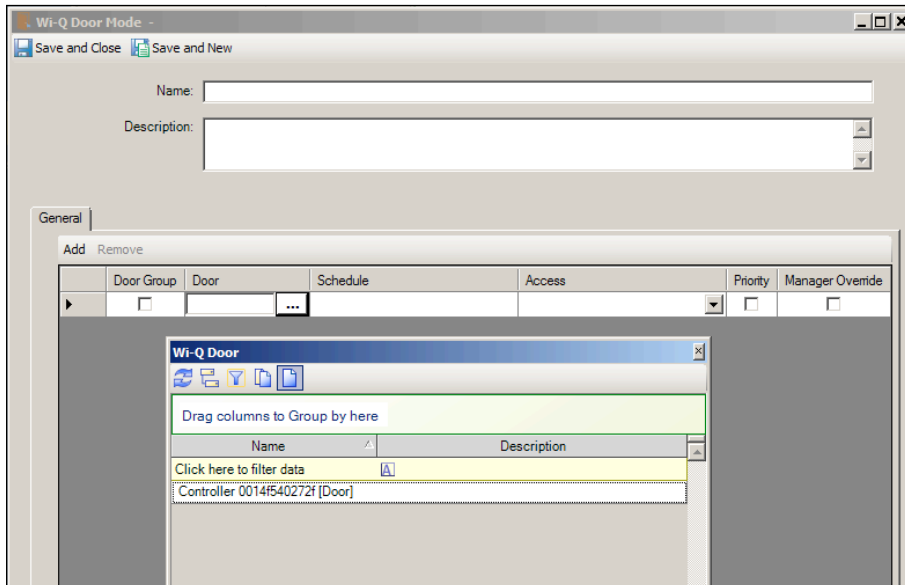 Wi-Q Door Mode -
Save and Close Save and New
Name:
Description:
General
Add Remove
Door Group Door Schedule Access Priority Manager Override
...
Wi-Q Door
Drag columns to Group by here
Name Description
Click here to filter data A
Controller 0014f540272f [Door]